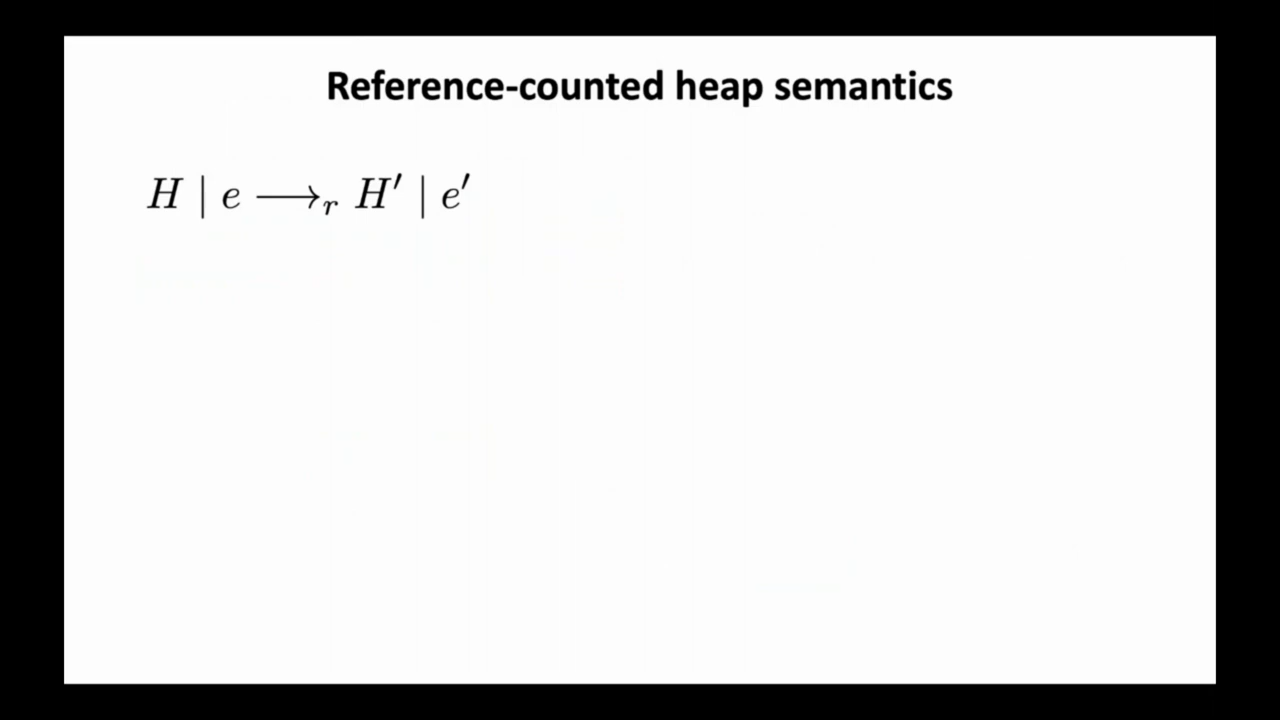 Reference-counted heap semantics
H | e ⟶ᵣ H′ | e′